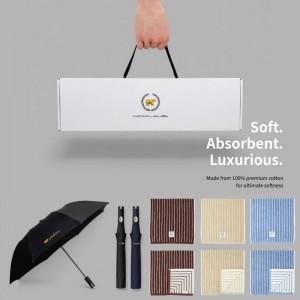 Soft.
Absorbent.
Luxurious.
Made from 100% premium cotton
for ultimate softness